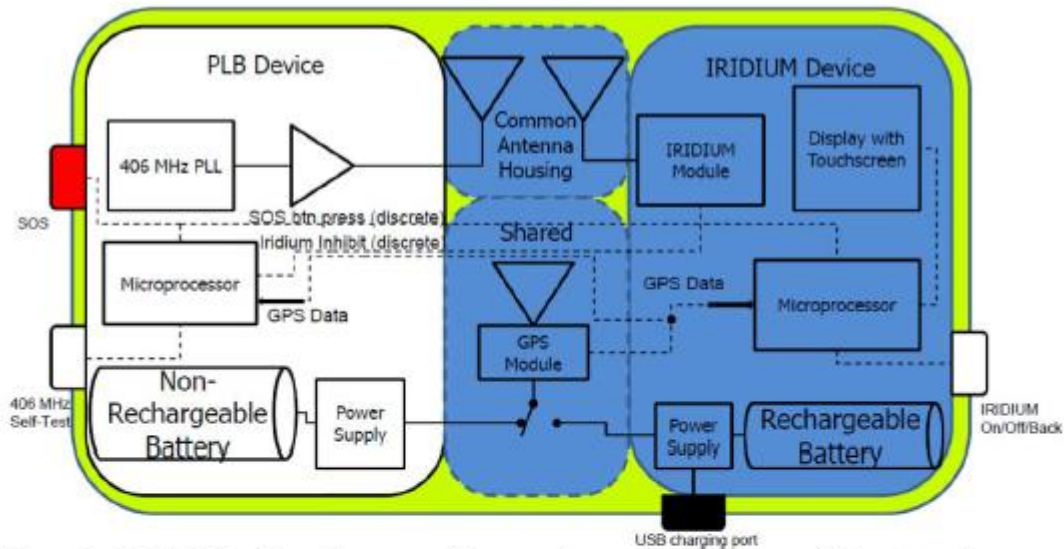 PLB Device
IRIDIUM Device
Common
Antenna
Housing
406 MHz PLL
IRIDIUM
Module
Display with
Touchscreen
SOS
SOS btn press (discrete)
Iridium Inhibit (discrete)
Shared
Microprocessor
GPS Data
GPS Data
Microprocessor
GPS
Module
406 MHz
Self-Test
Non-
Rechargeable
Battery
Power
Supply
Power
Supply
Rechargeable
Battery
IRIDIUM
On/Off/Back
USB charging port